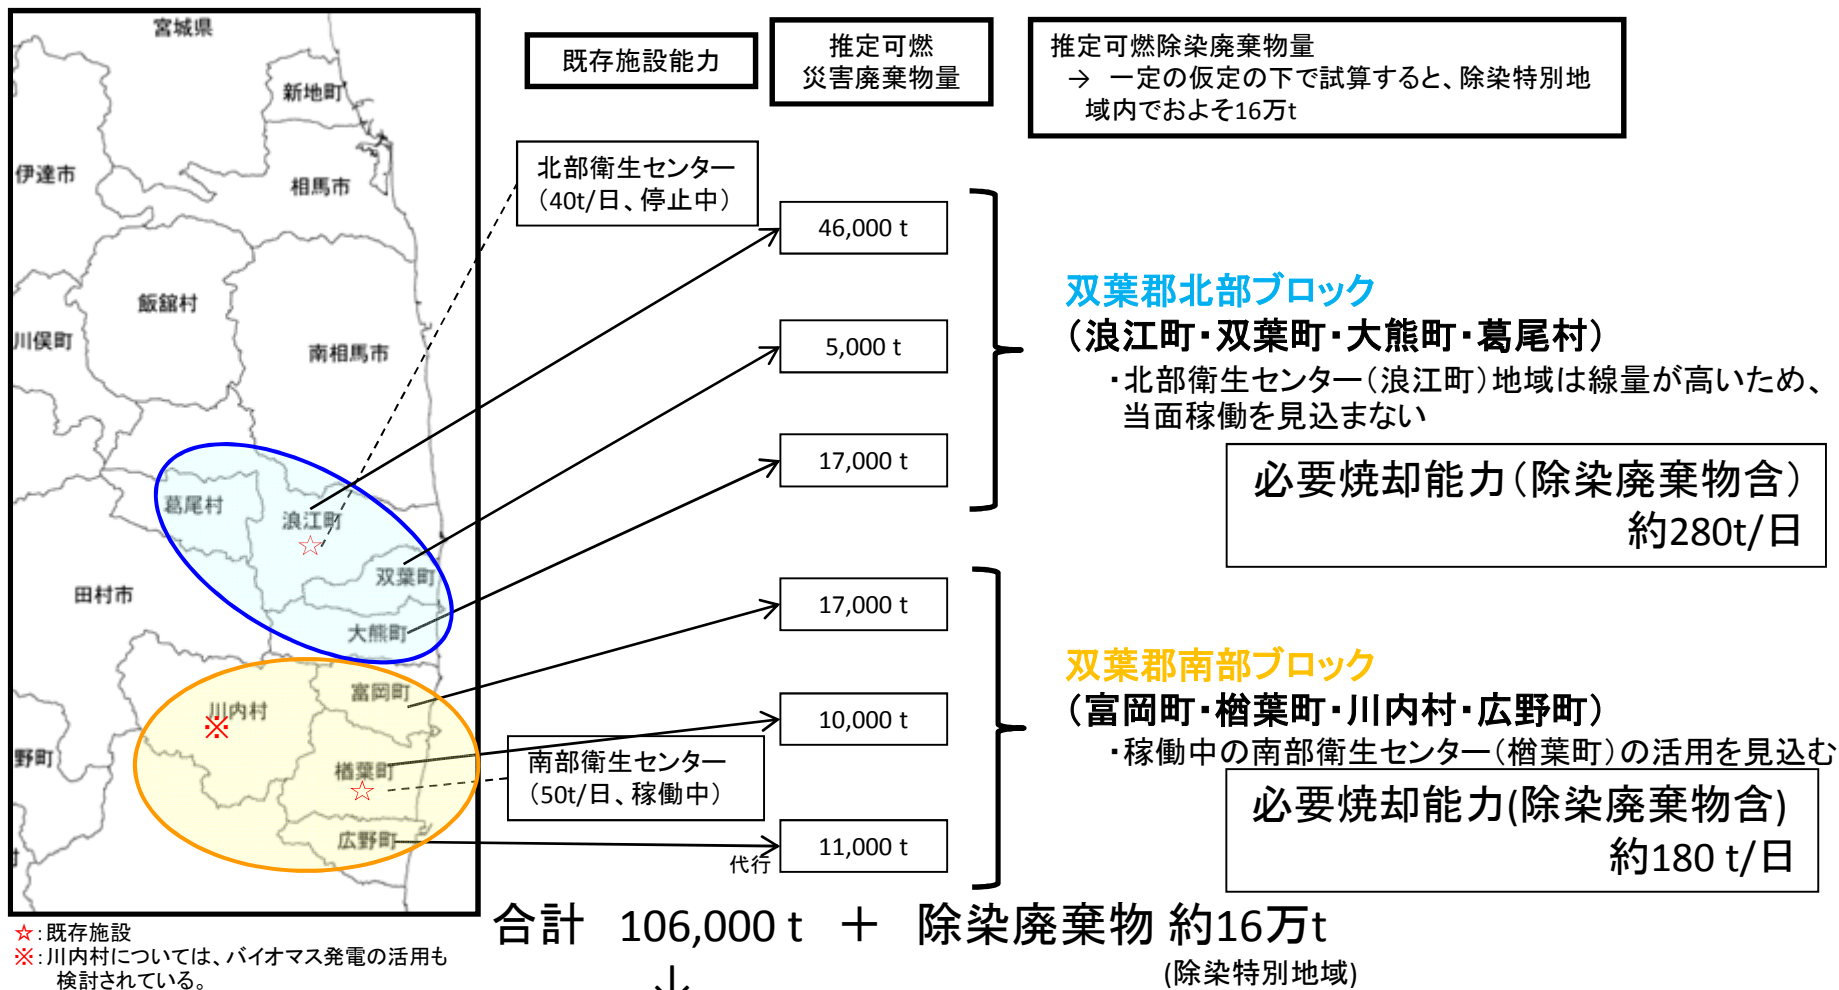 宮城県
新地町
伊達市
相馬市
飯舘村
川俣町
南相馬市
葛尾村
浪江町
☆
双葉町
田村市
大熊町
富岡町
川内村
※
野町
楢葉町
☆
広野町
☆:既存施設
※:川内村については、バイオマス発電の活用も
検討されている。
既存施設能力
推定可燃
災害廃棄物量
推定可燃除染廃棄物量
→ 一定の仮定の下で試算すると、除染特別地
域内でおよそ16万t
北部衛生センター
(40t/日、停止中)
46,000 t
5,000 t
17,000 t
17,000 t
10,000 t
南部衛生センター
(50t/日、稼働中)
代行
11,000 t
双葉郡北部ブロック
(浪江町・双葉町・大熊町・葛尾村)
・北部衛生センター(浪江町)地域は線量が高いため、
当面稼働を見込まない
必要焼却能力(除染廃棄物含)
約280t/日
双葉郡南部ブロック
(富岡町・楢葉町・川内村・広野町)
・稼働中の南部衛生センター(楢葉町)の活用を見込む
必要焼却能力(除染廃棄物含)
約180 t/日
合計 106,000 t + 除染廃棄物 約16万t
(除染特別地域)
↓